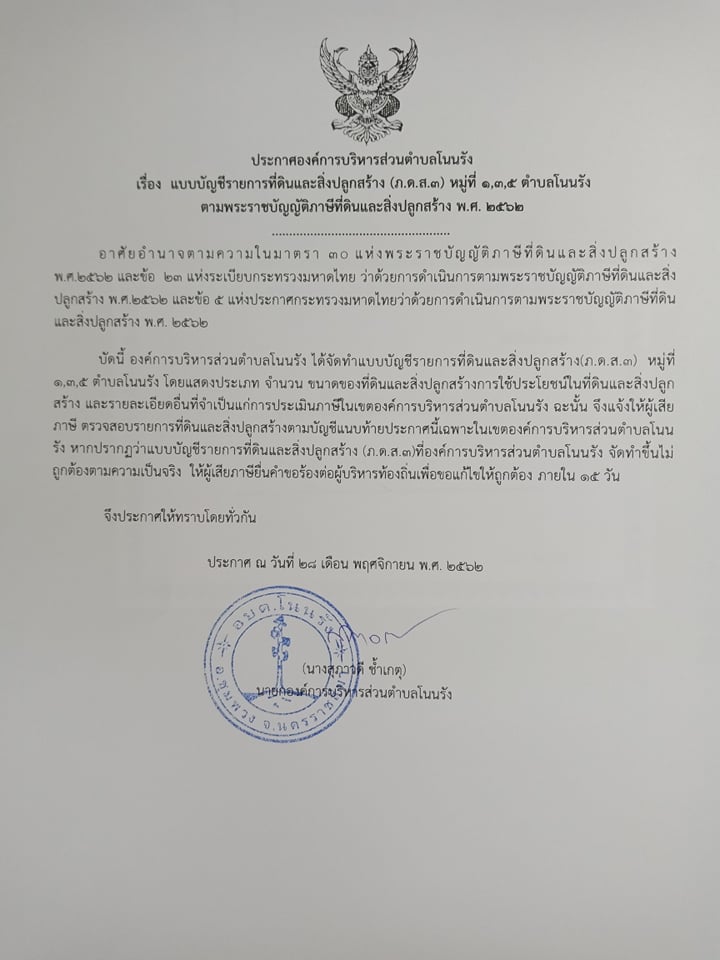 ประกาศองค์การบริหารส่วนตำบลโนนรัง
เรื่อง แบบบัญชีรายการที่ดินและสิ่งปลูกสร้าง (ภ.ด.ส.๓) หมู่ที่ ๑,๓,๕ ตำบลโนนรัง
ตามพระราชบัญญัติภาษีที่ดินและสิ่งปลูกสร้าง พ.ศ. ๒๕๖๒
......................................................
อาศัยอำนาจตามความในมาตรา ๓๐ แห่งพระราชบัญญัติภาษีที่ดินและสิ่งปลูกสร้าง
พ.ศ.๒๕๖๒ และข้อ ๒๓ แห่งระเบียบกระทรวงมหาดไทย ว่าด้วยการดำเนินการตามพระราชบัญญัติภาษีที่ดินและสิ่ง
ปลูกสร้าง พ.ศ.๒๕๖๒ และข้อ ๕ แห่งประกาศกระทรวงมหาดไทยว่าด้วยการดำเนินการตามพระราชบัญญัติภาษีที่ดิน
และสิ่งปลูกสร้าง พ.ศ. ๒๕๖๒
บัดนี้ องค์การบริหารส่วนตำบลโนนรัง ได้จัดทำแบบบัญชีรายการที่ดินและสิ่งปลูกสร้าง(ภ.ด.ส.๓) หมู่ที่
๑,๓,๕ ตำบลโนนรัง โดยแสดงประเภท จำนวน ขนาดของที่ดินและสิ่งปลูกสร้างการใช้ประโยชน์ในที่ดินและสิ่งปลูก
สร้าง และรายละเอียดอื่นที่จำเป็นแก่การประเมินภาษีในเขตองค์การบริหารส่วนตำบลโนนรัง ฉะนั้น จึงแจ้งให้ผู้เสีย
ภาษี ตรวจสอบรายการที่ดินและสิ่งปลูกสร้างตามบัญชีแนบท้ายประกาศนี้เฉพาะในเขตองค์การบริหารส่วนตำบลโนน
รัง หากปรากฏว่าแบบบัญชีรายการที่ดินและสิ่งปลูกสร้าง (ภ.ด.ส.๓)ที่องค์การบริหารส่วนตำบลโนนรัง จัดทำขึ้นไม่
ถูกต้องตามความเป็นจริง ให้ผู้เสียภาษียื่นคำขอร้องต่อผู้บริหารท้องถิ่นเพื่อขอแก้ไขให้ถูกต้อง ภายใน ๑๕ วัน
จึงประกาศให้ทราบโดยทั่วกัน
ประกาศ ณ วันที่ ๒๘ เดือน พฤศจิกายน พ.ศ. ๒๕๖๒
อบต.โนนรัง
(นางสุภาวดี ช้ำเกตุ)
นายกองค์การบริหารส่วนตำบลโนนรัง
อ.ชุมพวง จ.นครราชสีมา